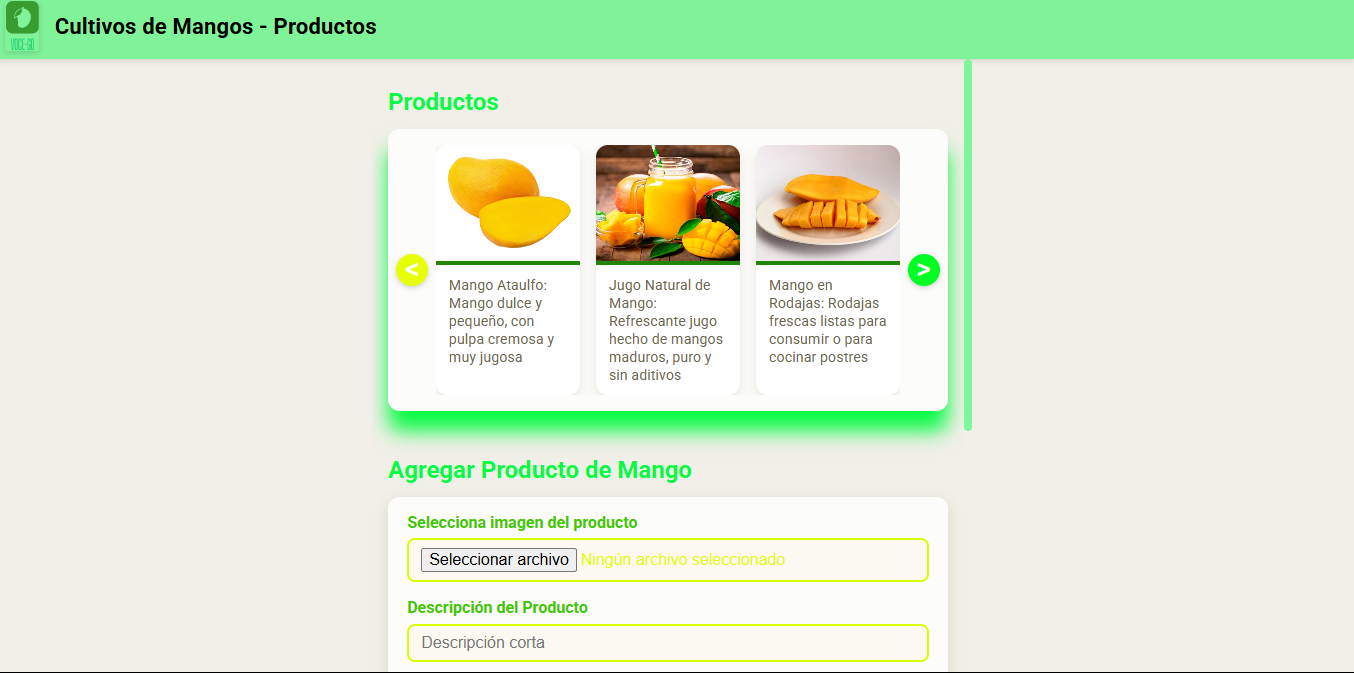 VOCE-GO
Cultivos de Mangos - Productos
Productos
<
Mango Ataulfo:
Mango dulce y
pequeño, con
pulpa cremosa y
muy jugosa
Jugo Natural de
Mango:
Refrescante jugo
hecho de mangos
maduros, puro y
sin aditivos
Mango en
Rodajas: Rodajas
frescas listas para
consumir o para
cocinar postres
>
Agregar Producto de Mango
Selecciona imagen del producto
Seleccionar archivo Ningún archivo seleccionado
Descripción del Producto
Descripción corta